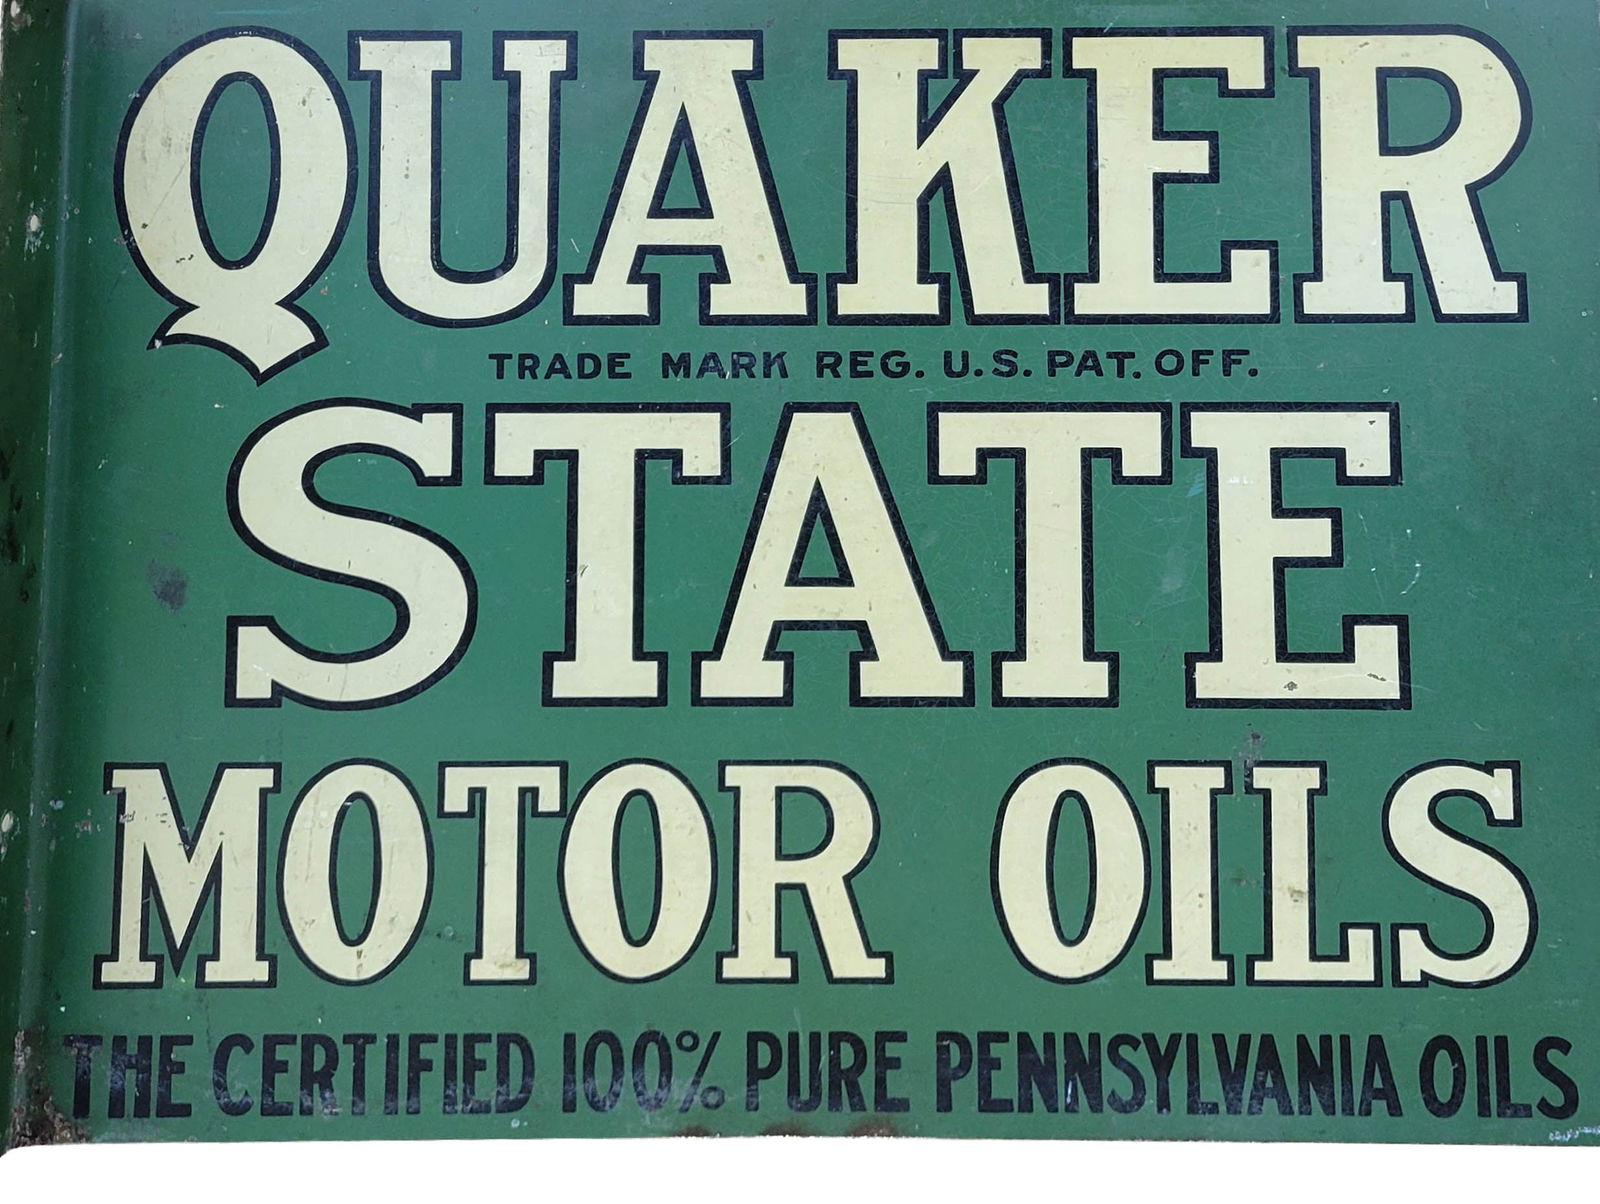 QUAKER
TRADE MARK REG. U.S. PAT. OFF.
STATE
MOTOR OILS
THE CERTIFIED 100% PURE PENNSYLVANIA OILS